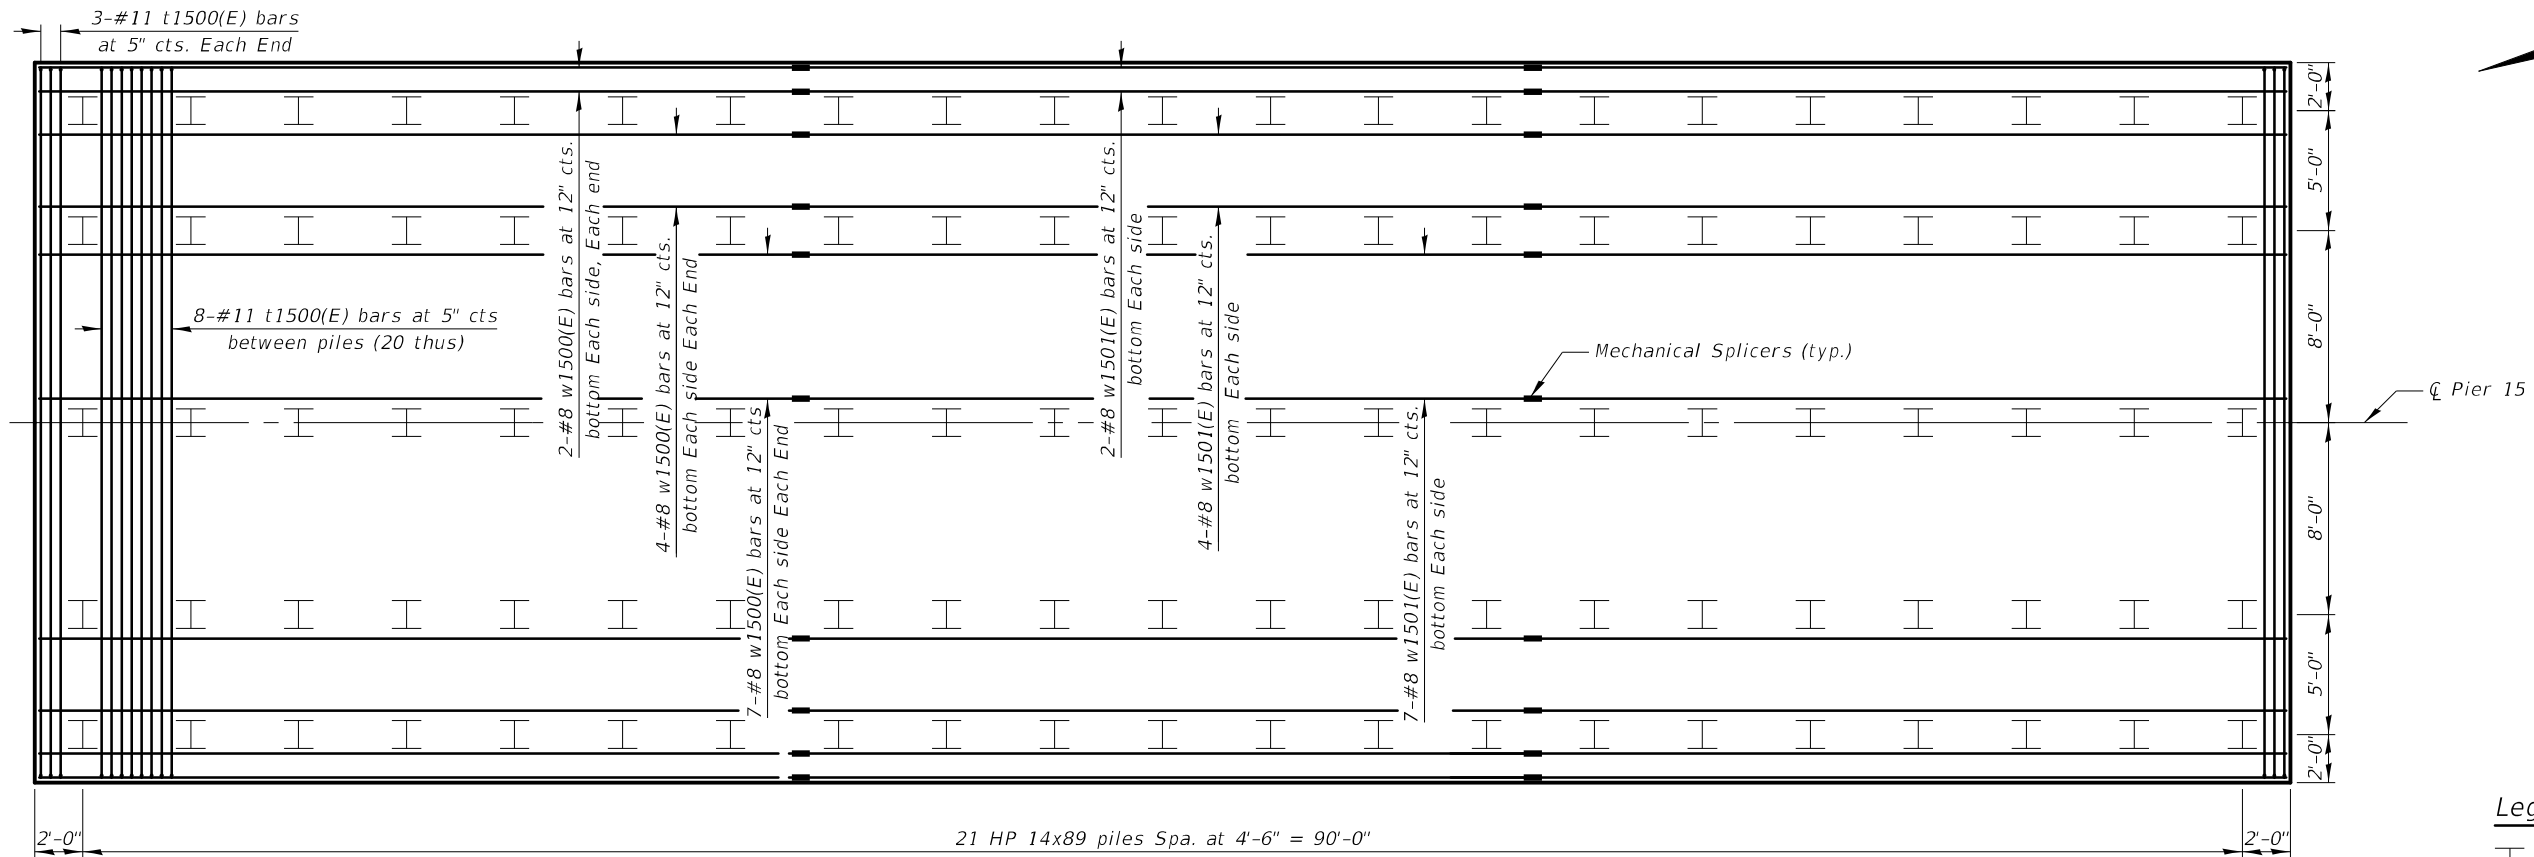 3-#11 t1500(E) bars
at 5" cts. Each End
8-#11 t1500(E) bars at 5" cts
between piles (20 thus)
2-#8 w1500(E) bars at 12" cts.
bottom Each side, Each end
4-#8 w1500(E) bars at 12" cts.
bottom Each side Each End
7-#8 w1500(E) bars at 12" cts
bottom Each side Each End
2-#8 w1501(E) bars at 12" cts.
bottom Each side
4-#8 w1501(E) bars at 12" cts.
bottom Each side
7-#8 w1501(E) bars at 12" cts.
bottom Each side
Mechanical Splicers (typ.)
℄ Pier 15
2'-0"
5'-0"
8'-0"
8'-0"
5'-0"
2'-0"
2'-0"
21 HP 14x89 piles Spa. at 4'-6" = 90'-0"
2'-0"
Leg